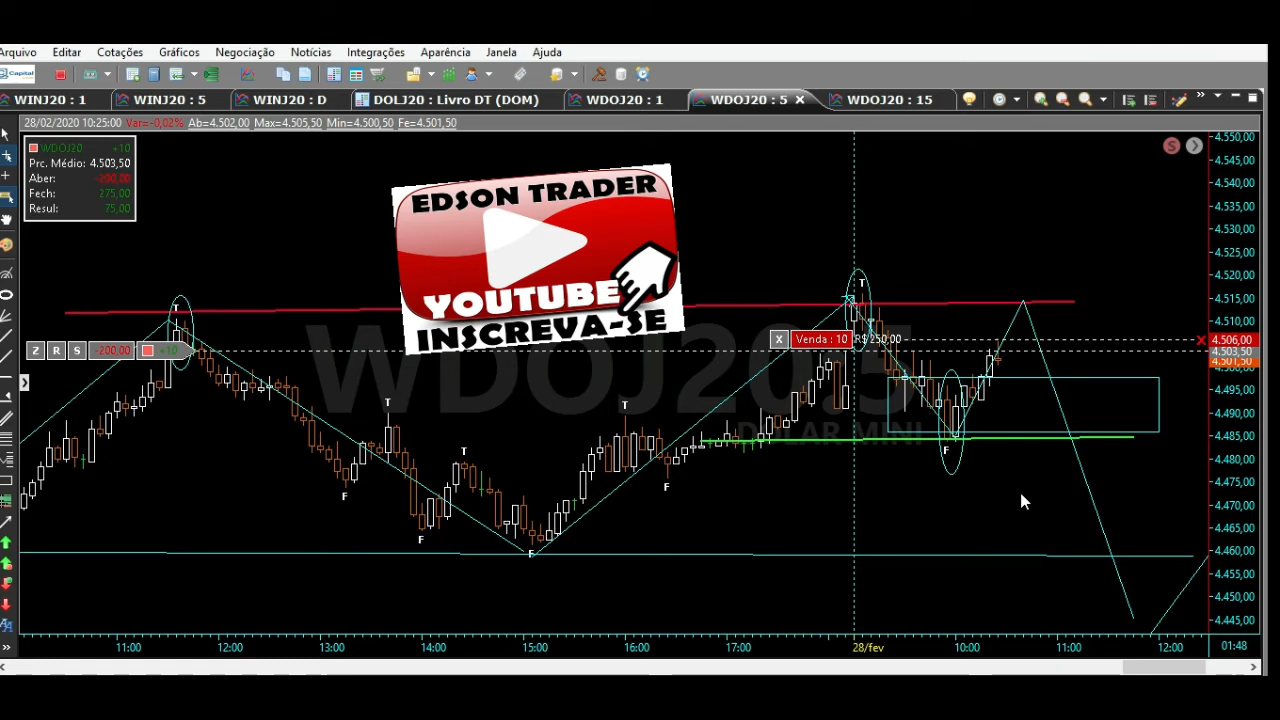 Arquivo Editar Cotações Gráficos Negociação Notícias Integrações Aparência Janela Ajuda
Capital
WINJ20 : 1 WINJ20 : 5 WINJ20 : D DOLJ20 : Livro DT (DOM) WDOJ20 : 1 WDOJ20 : 5 WDOJ20 : 15
28/02/2020 10:25:00 Var=-0,02% Ab=4.502,00 Max=4.505,50 Min=4.500,50 Fe=4.501,50
WDOJ20 +10
Prc. Médio: 4.503,50
Aber: -200,00
Fech: 275,00
Resul: 75,00
EDSON TRADER
YOUTUBE
INSCREVA-SE
S
T
T
Z R S -200,00 +10
X Venda : 10 R$ 250,00
WDOJ20:5
DOLAR MINI
T
T
T
F
F
F
F
F
4.550,00
4.545,00
4.540,00
4.535,00
4.530,00
4.525,00
4.520,00
4.515,00
4.510,00
4.506,00
4.503,50
4.501,50
4.495,00
4.490,00
4.485,00
4.480,00
4.475,00
4.470,00
4.465,00
4.460,00
4.455,00
4.450,00
4.445,00
11:00 12:00 13:00 14:00 15:00 16:00 17:00 28/fev 10:00 11:00 12:00 01:48